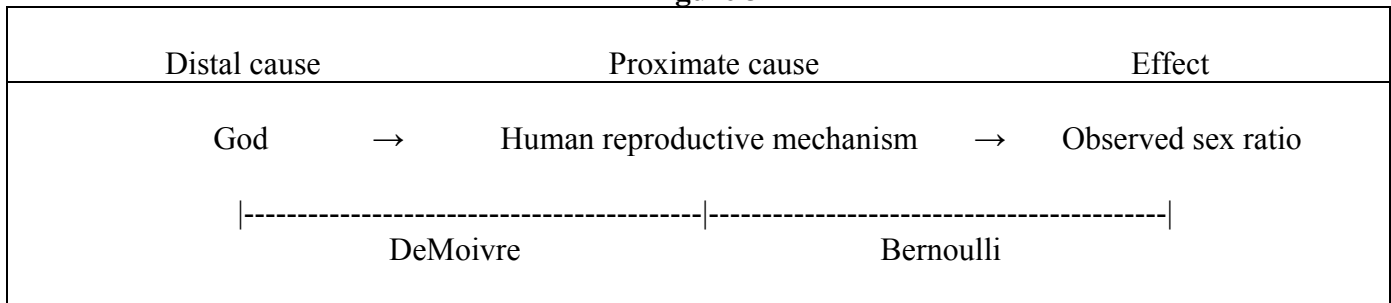 Distal cause Proximate cause Effect
God → Human reproductive mechanism → Observed sex ratio
|-------------------------------------------|-------------------------------------------|
DeMoivre Bernoulli